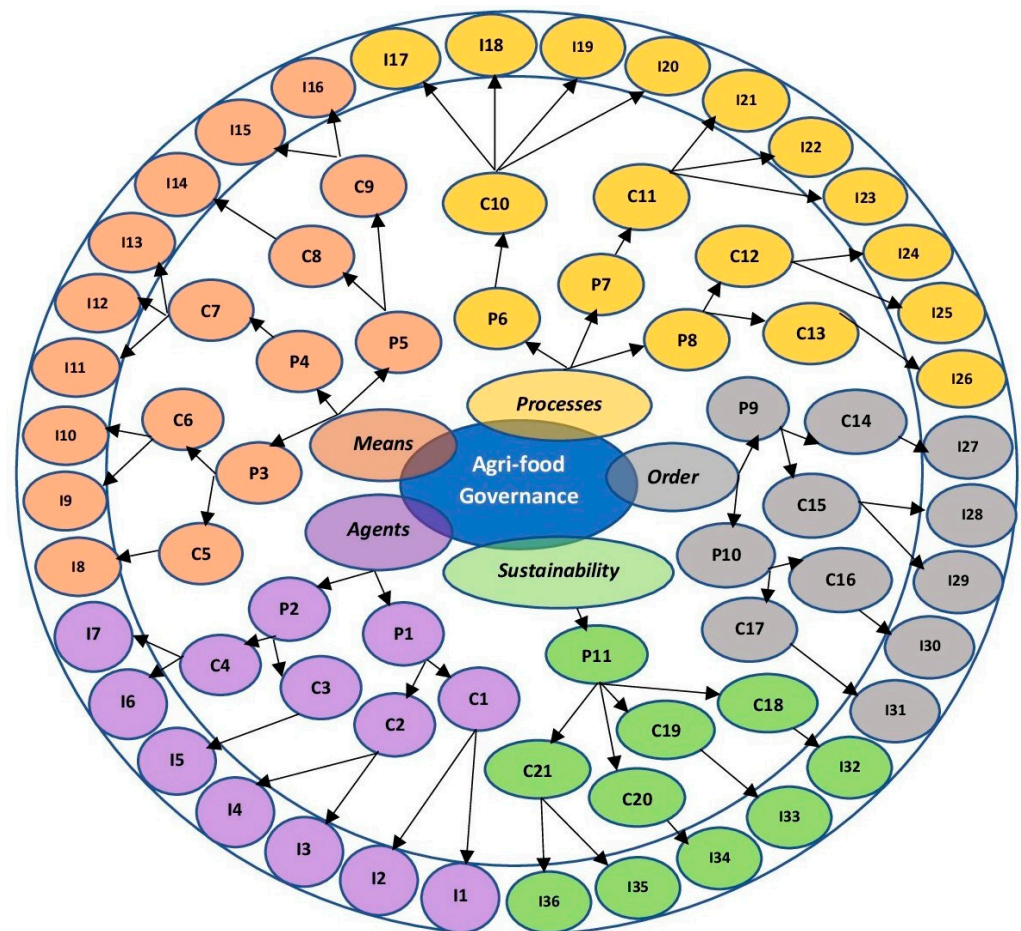 I18
I19
I17
I20
I16
I21
I15
I22
I14
C9
C10
C11
I23
I13
C8
C12
I24
I12
C7
P7
I25
P6
P5
P8
C13
I11
P4
I26
Processes
P9
C14
I10
C6
Means
I27
Agri-food
Governance
P3
Order
I9
C15
I28
Agents
C5
P10
I8
Sustainability
C16
I29
P2
I7
P1
C17
I30
C4
P11
C3
I6
C1
C18
I31
C2
C19
I5
C21
I32
C20
I4
I33
I3
I34
I2
I35
I1
I36